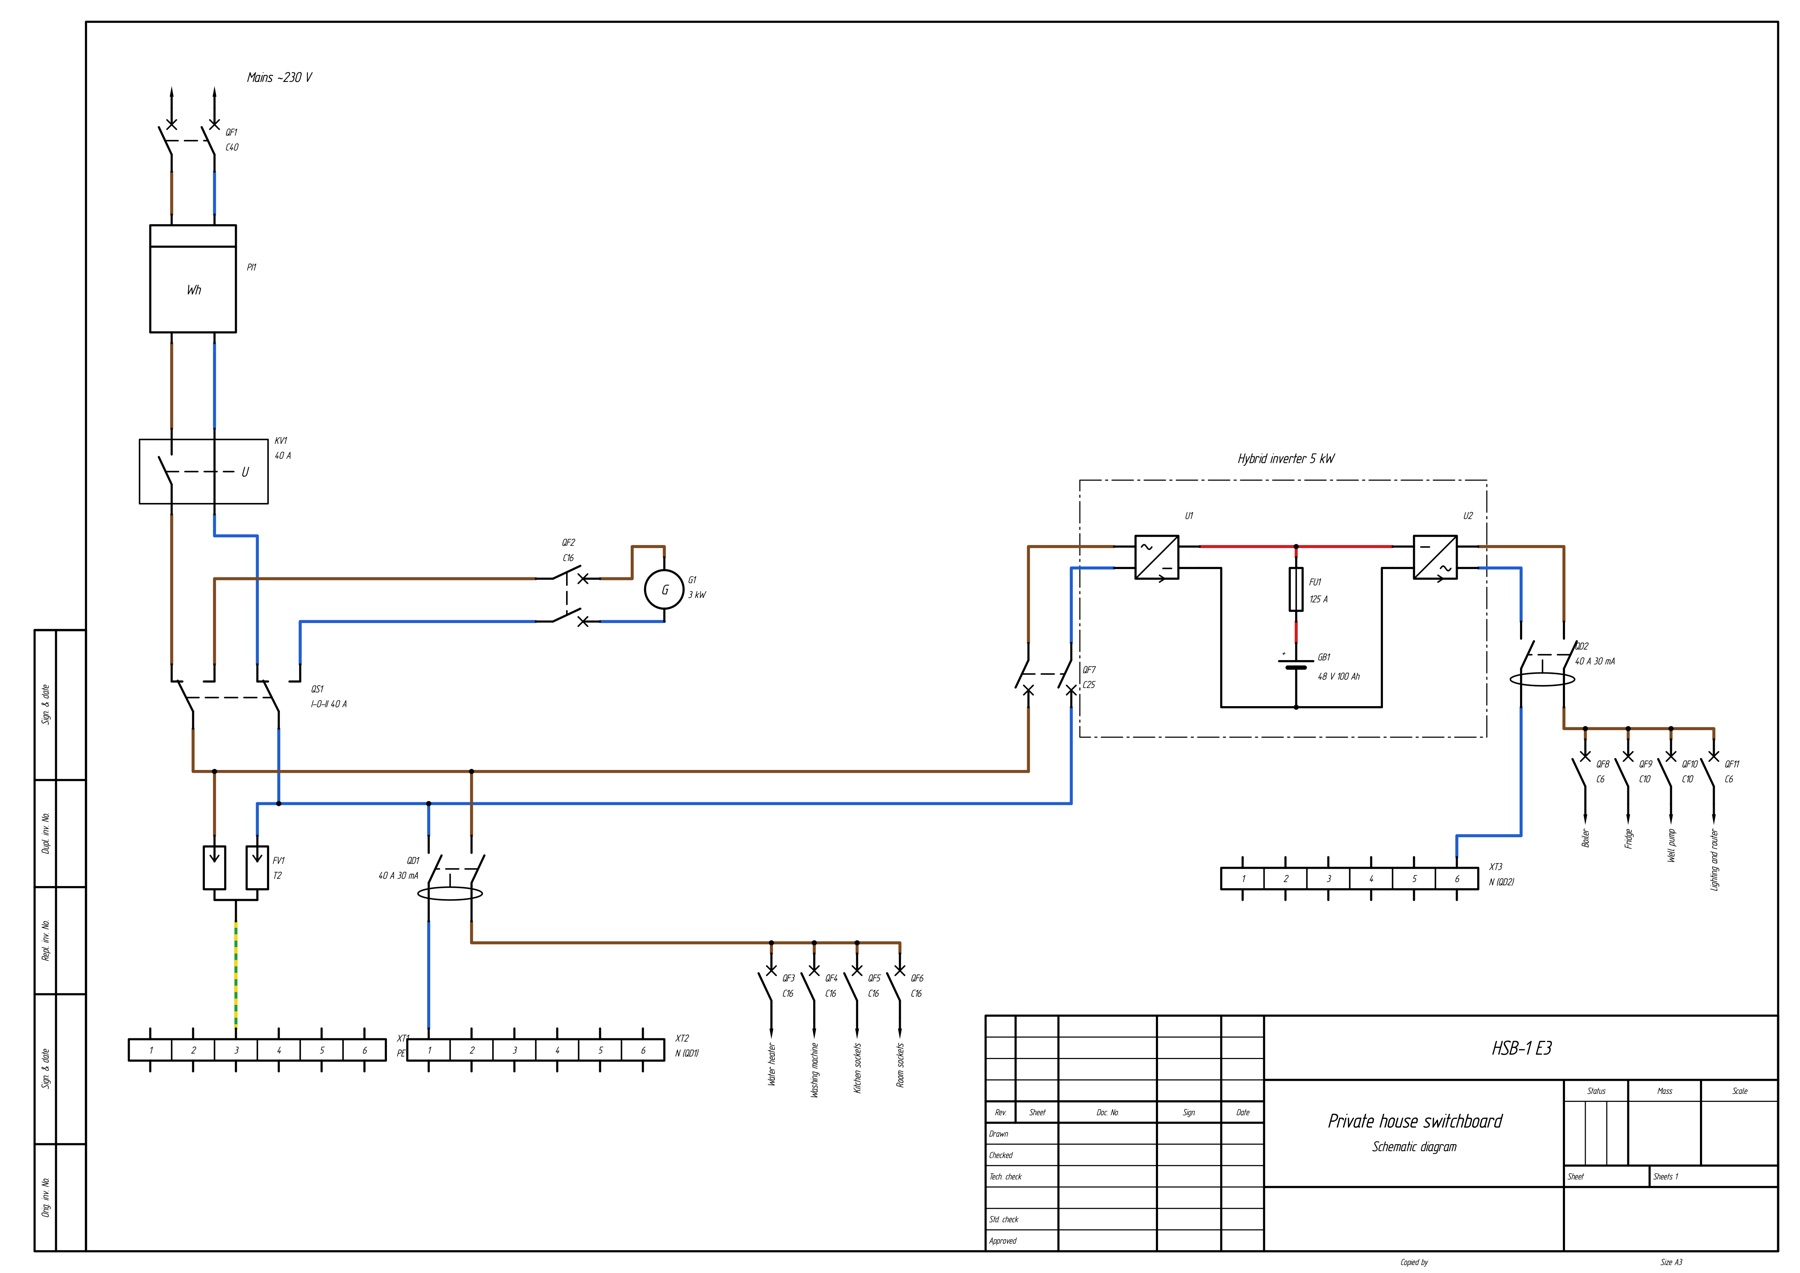 Mains ~230 V
QF1
C40
PI1
Wh
KV1
40 A
U
QF2
C16
G
G1
3 kW
QS1
I-0-II 40 A
Hybrid inverter 5 kW
U1
U2
FU1
125 A
+
GB1
48 V 100 Ah
QF7
C25
QD2
40 A 30 mA
QF8
C6
QF9
C10
QF10
C10
QF11
C6
Boiler
Fridge
Well pump
Lighting and router
FV1
T2
QD1
40 A 30 mA
1 2 3 4 5 6
XT3
N (QD2)
QF3
C16
QF4
C16
QF5
C16
QF6
C16
Water heater
Washing machine
Kitchen sockets
Room sockets
1 2 3 4 5 6
XT1
PE
1 2 3 4 5 6
XT2
N (QD1)
Sign. & date
Dupl. inv. No.
Repl. inv. No.
Sign. & date
Orig. inv. No.
HSB-1 E3
Rev. Sheet Doc. No. Sign. Date
Drawn
Checked
Tech. check
Std. check
Approved
Private house switchboard
Schematic diagram
Status Mass Scale
Sheet Sheets 1
Copied by Size A3